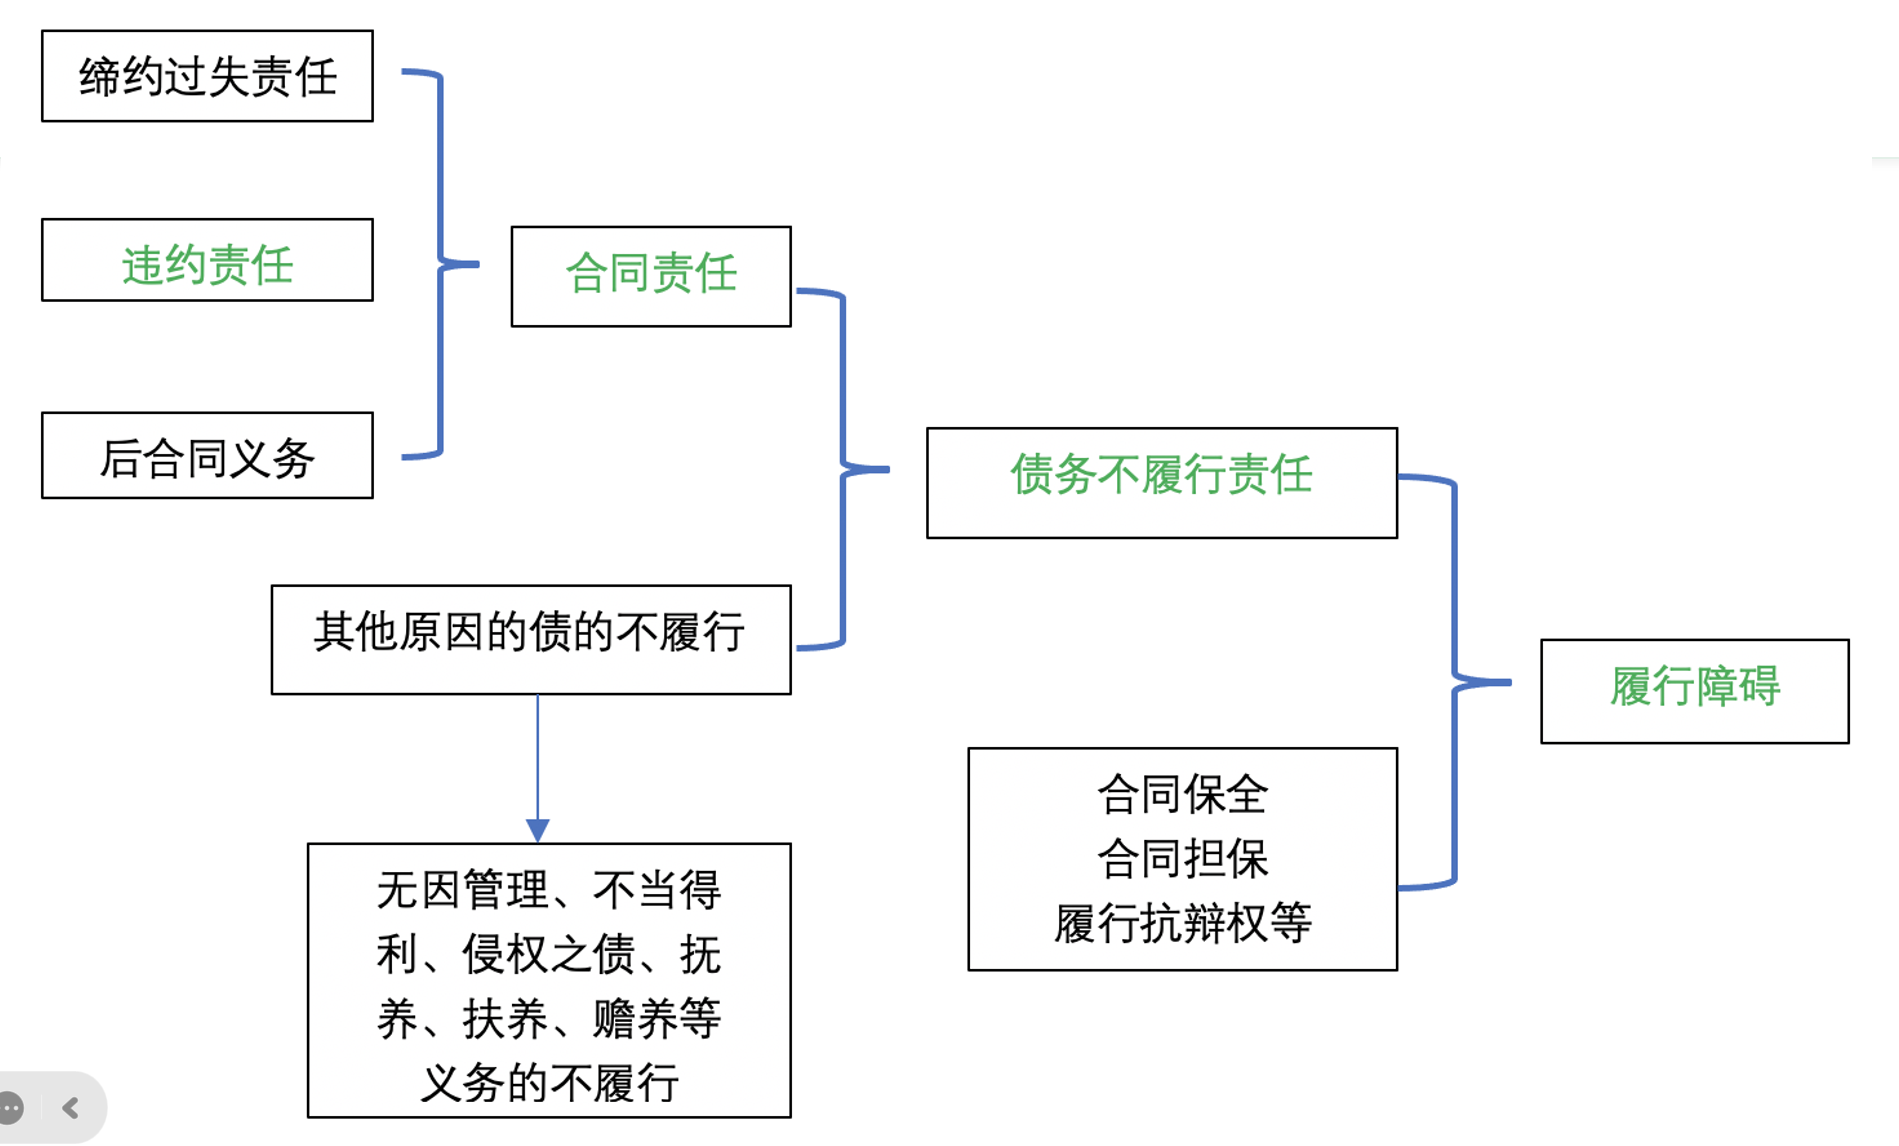 缔约过失责任
违约责任
合同责任
后合同义务
债务不履行责任
其他原因的债的不履行
履行障碍
合同保全
合同担保
履行抗辩权等
无因管理、不当得
利、侵权之债、抚
养、扶养、赡养等
义务的不履行